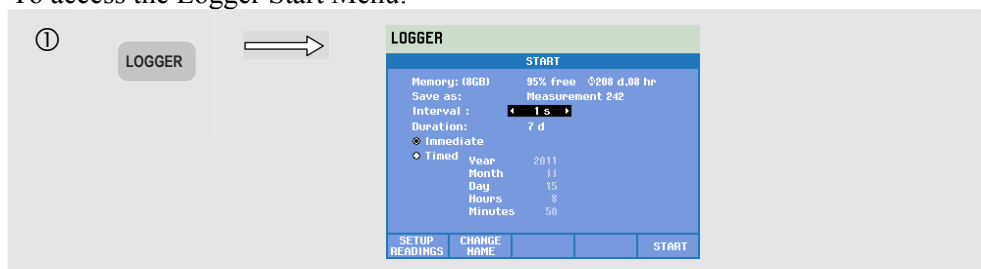 To access the Logger Start Menu:
①
LOGGER
LOGGER
START
Memory: (8GB) 95% free 208 d,08 hr
Save as: Measurement 242
Interval : 1 s
Duration: 7 d
Immediate
Timed
Year 2011
Month 11
Day 15
Hours 8
Minutes 50
SETUP READINGS CHANGE NAME START